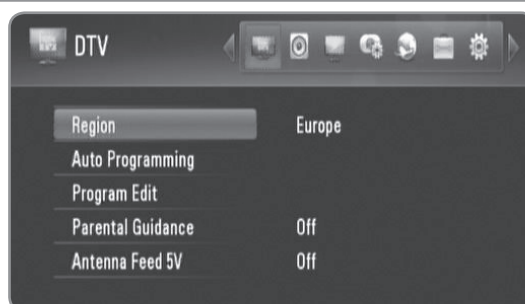 DTV
Region Europe
Auto Programming
Program Edit
Parental Guidance Off
Antenna Feed 5V Off